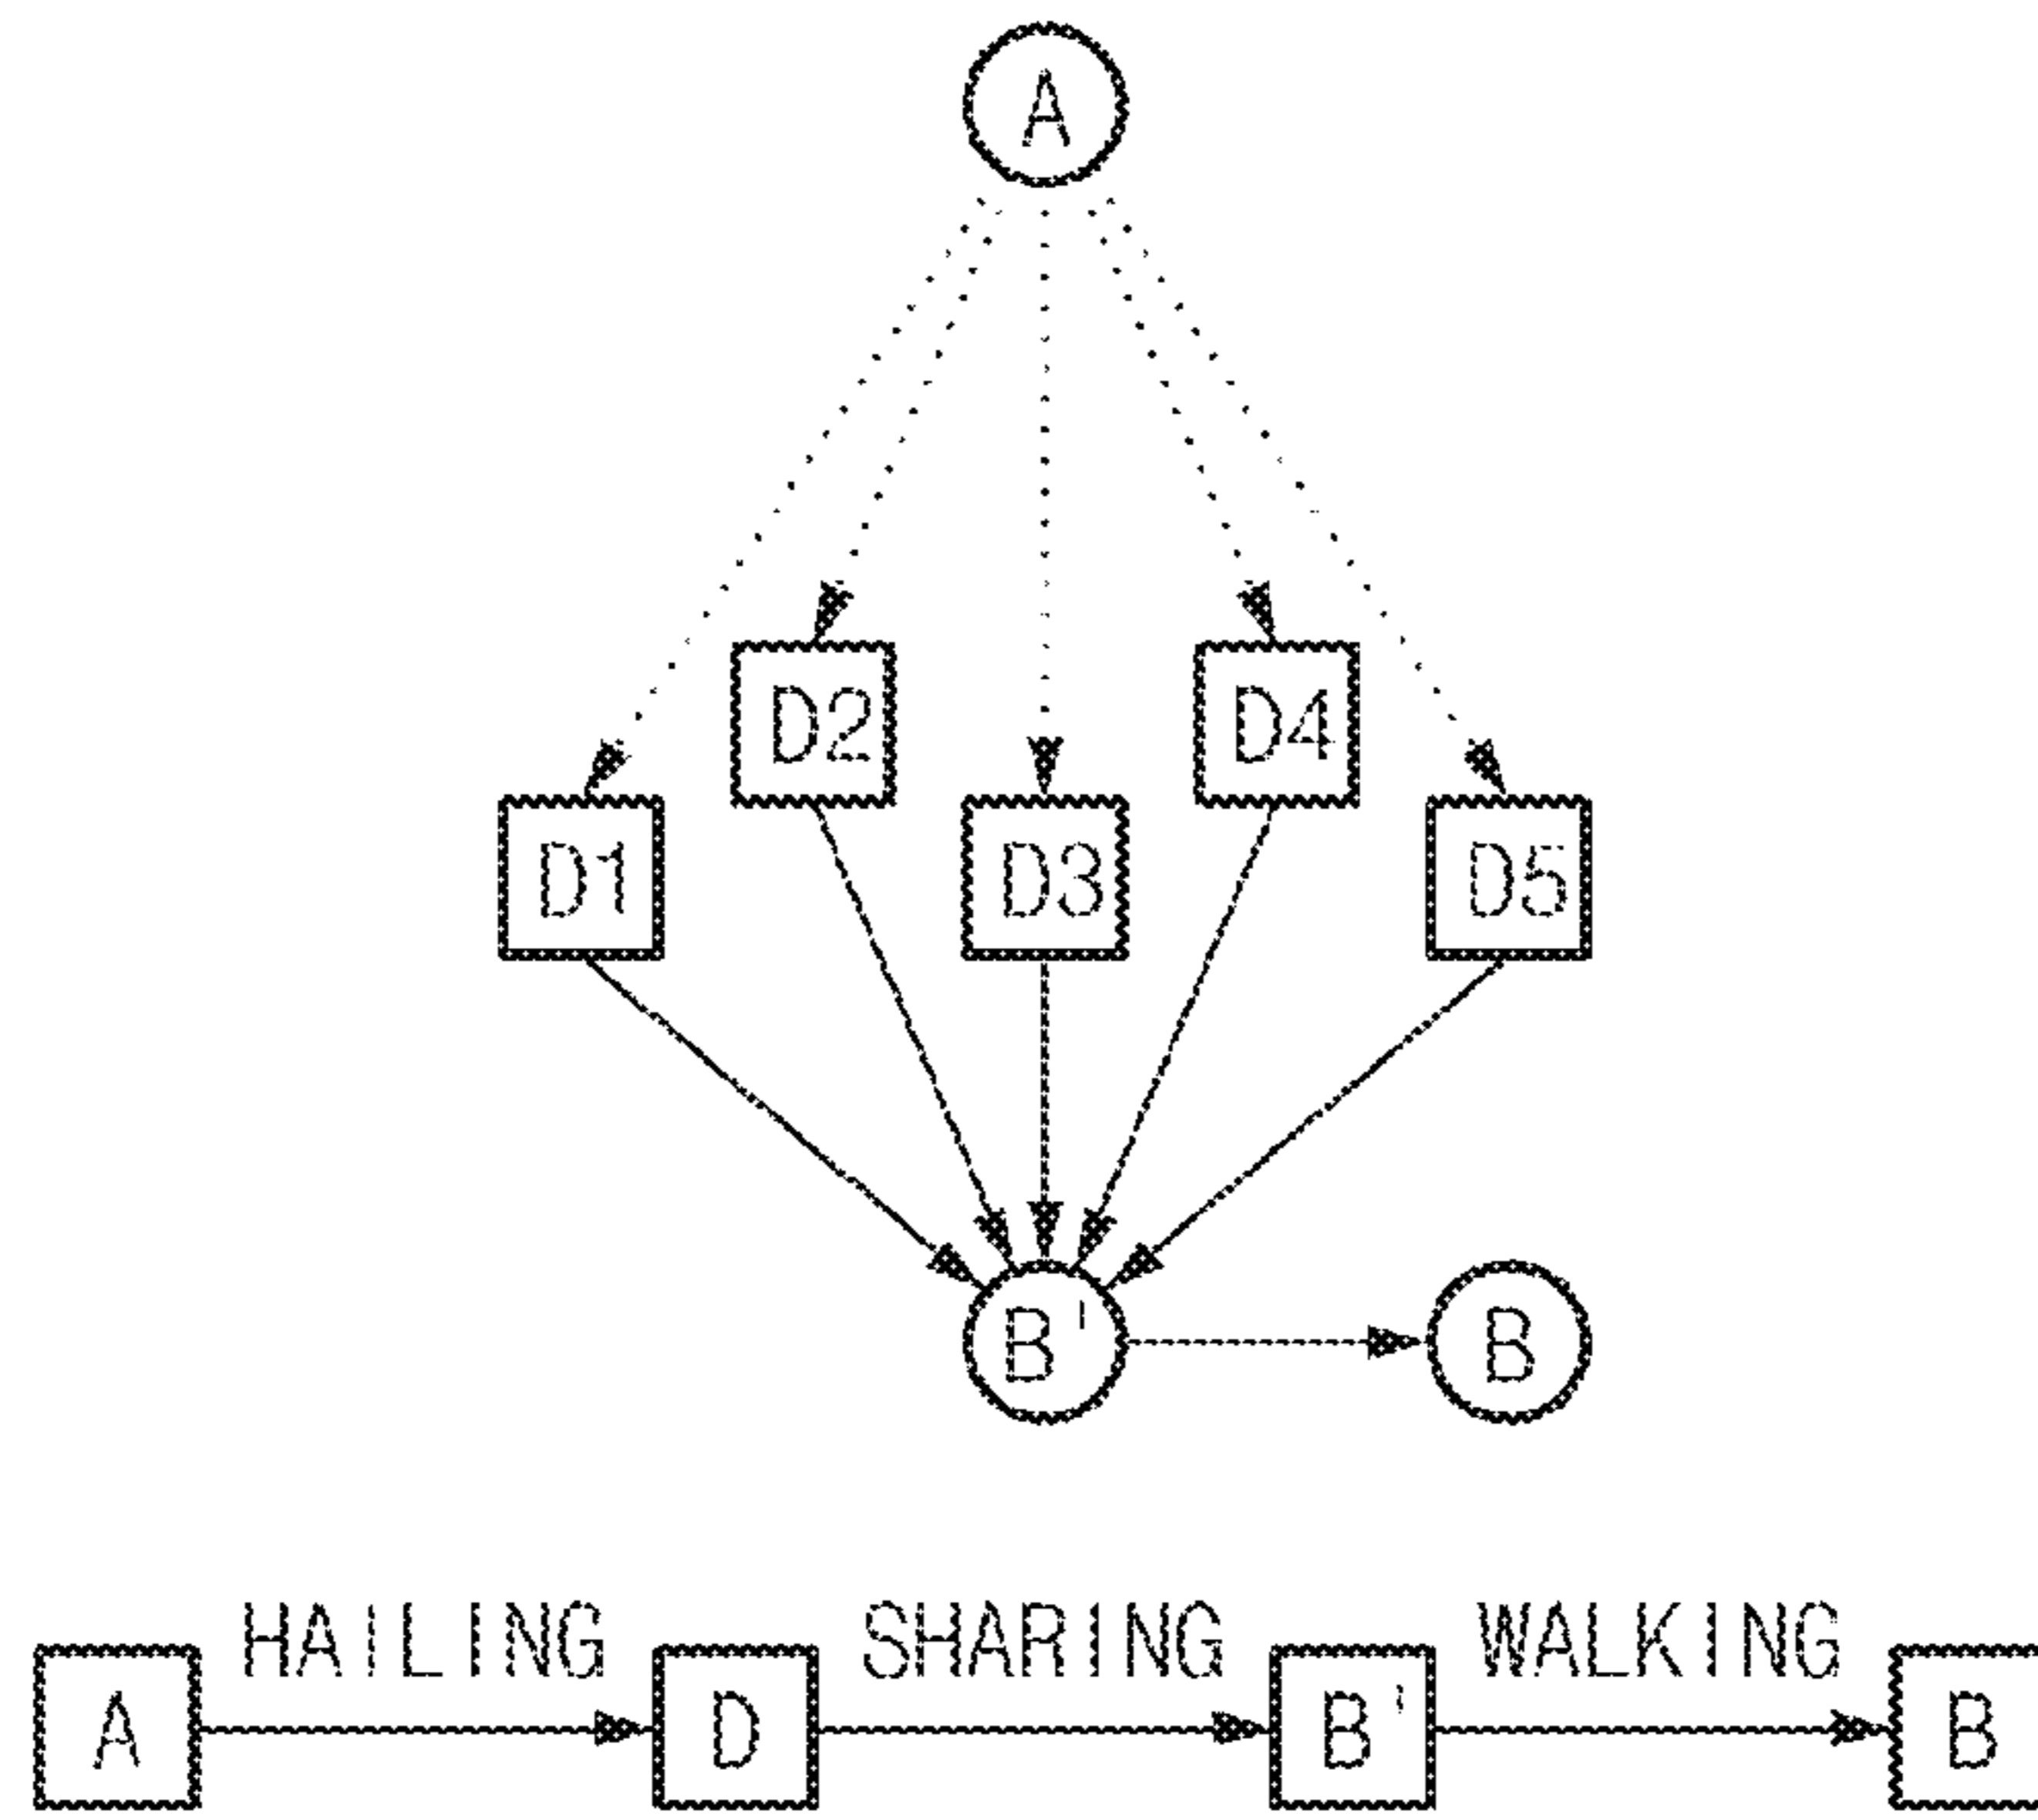 A
D2 D4
D1 D3 D5
B' B
HAILING SHARING WALKING
A D B' B